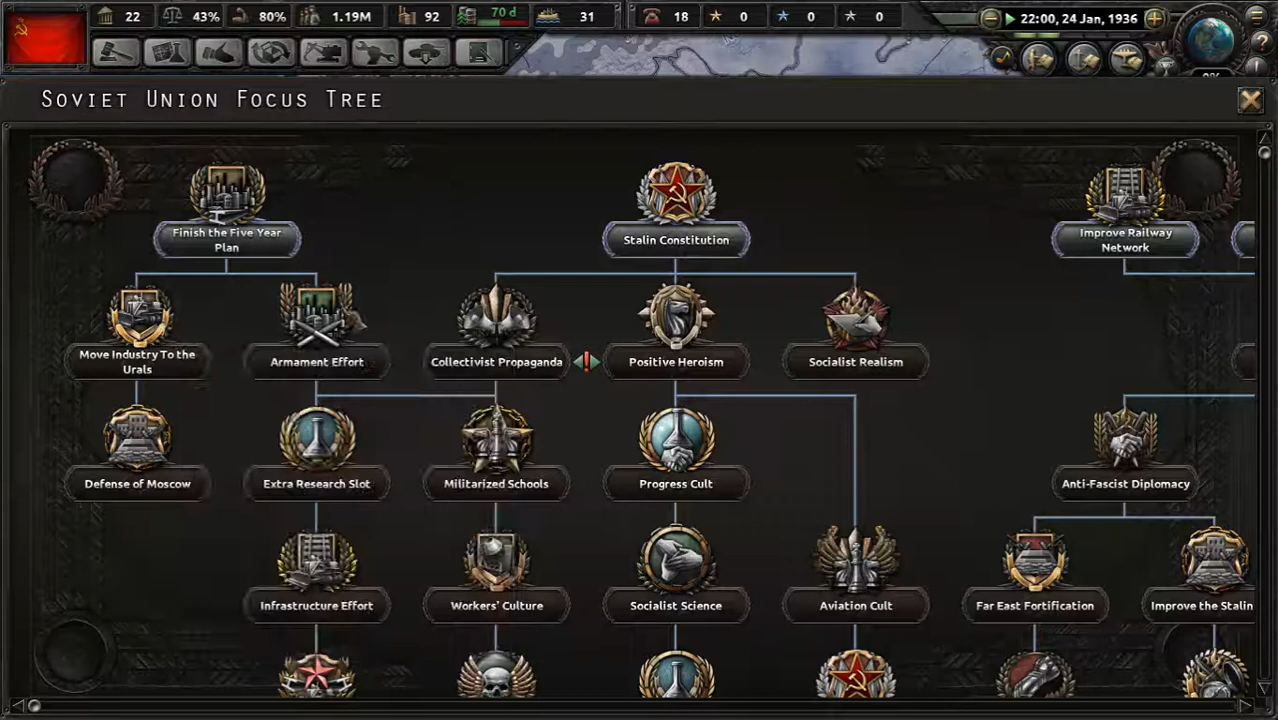 22 43% 80% 1.19M 92 70 d 31 18 0 0 0 22:00, 24 Jan, 1936
SOVIET UNION FOCUS TREE
Finish the Five Year
Plan
Stalin Constitution
Improve Railway
Network
Move Industry To the
Urals
Armament Effort
Collectivist Propaganda
Positive Heroism
Socialist Realism
Defense of Moscow
Extra Research Slot
Militarized Schools
Progress Cult
Anti-Fascist Diplomacy
Infrastructure Effort
Workers' Culture
Socialist Science
Aviation Cult
Far East Fortification
Improve the Stalin